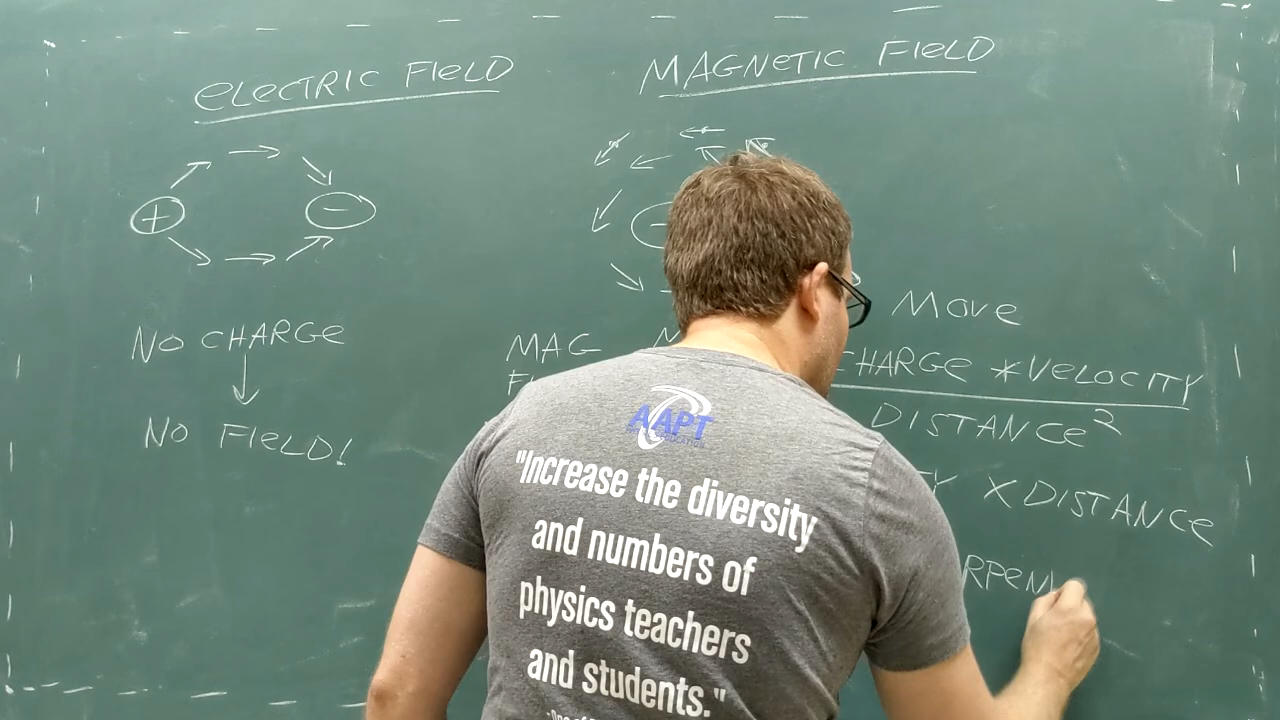 ELECTRIC FIELD
+
-
NO CHARGE
NO FIELD!
MAGNETIC FIELD
MAG
MOVE
CHARGE * VELOCITY
DISTANCE²
X DISTANCE
AAPT
"Increase the diversity
and numbers of
physics teachers
and students."